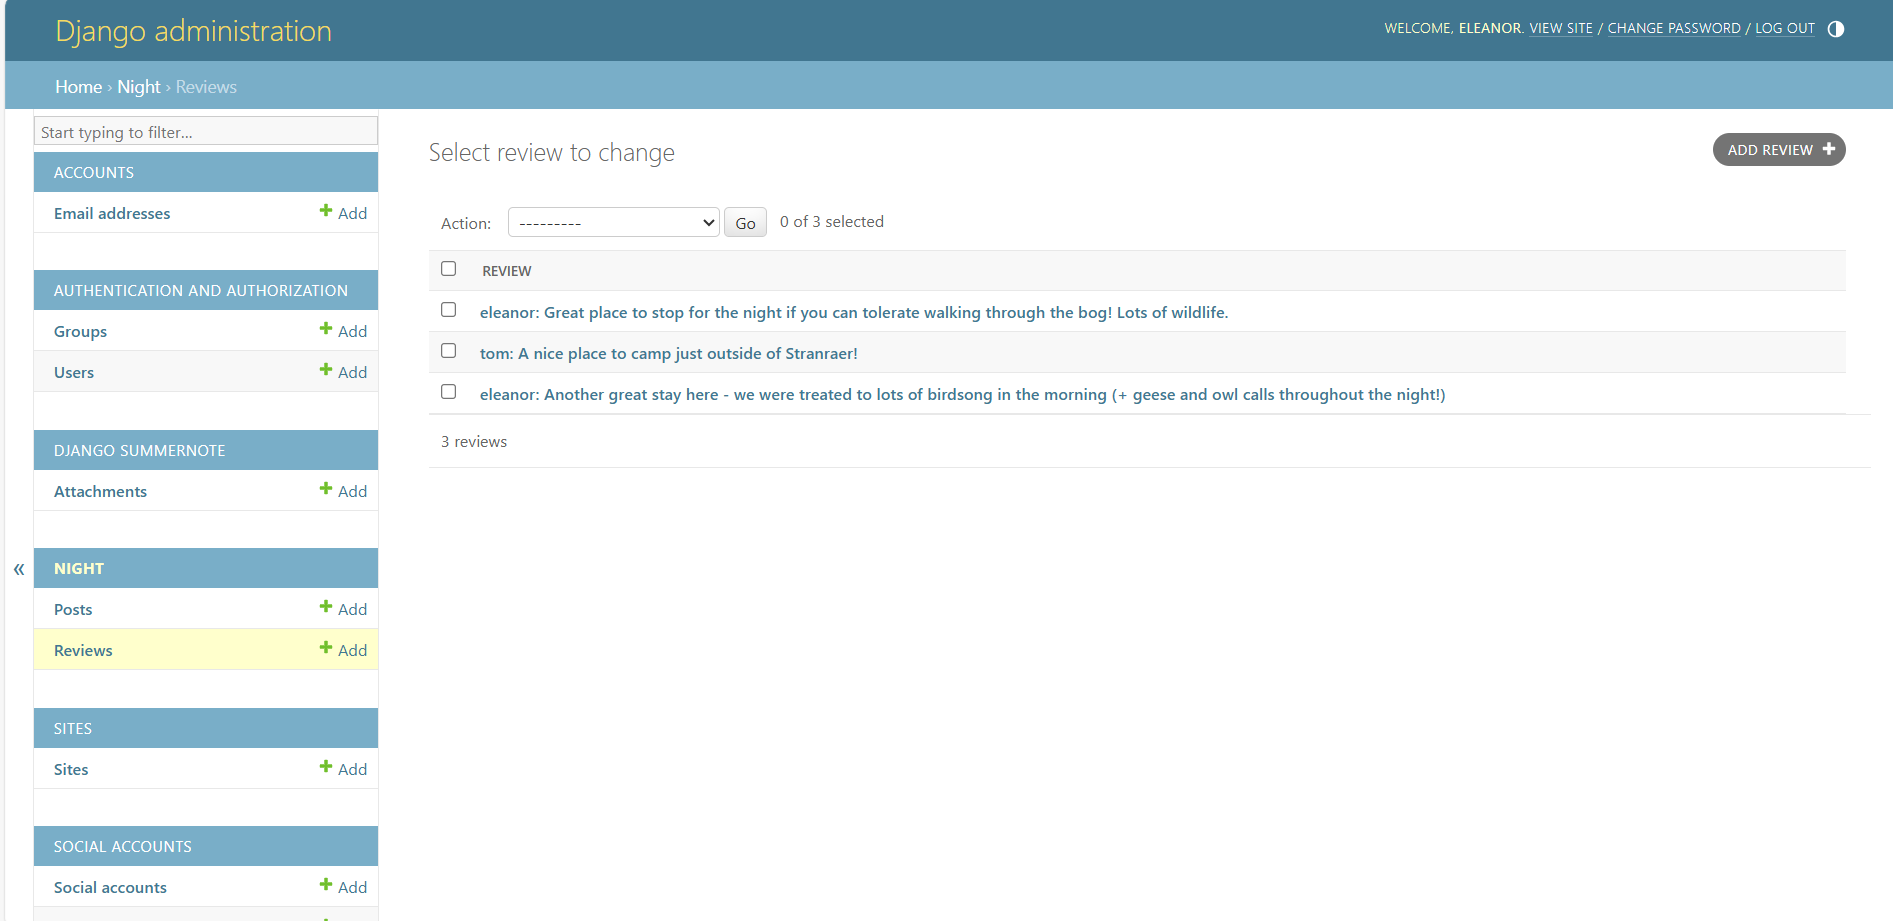 Django administration
WELCOME, ELEANOR. VIEW SITE / CHANGE PASSWORD / LOG OUT
Home › Night › Reviews
Start typing to filter...
ACCOUNTS
Email addresses Add
AUTHENTICATION AND AUTHORIZATION
Groups Add
Users Add
DJANGO SUMMERNOTE
Attachments Add
«
NIGHT
Posts Add
Reviews Add
SITES
Sites Add
SOCIAL ACCOUNTS
Social accounts Add
Select review to change
ADD REVIEW
Action: --------- Go 0 of 3 selected
REVIEW
eleanor: Great place to stop for the night if you can tolerate walking through the bog! Lots of wildlife.
tom: A nice place to camp just outside of Stranraer!
eleanor: Another great stay here - we were treated to lots of birdsong in the morning (+ geese and owl calls throughout the night!)
3 reviews